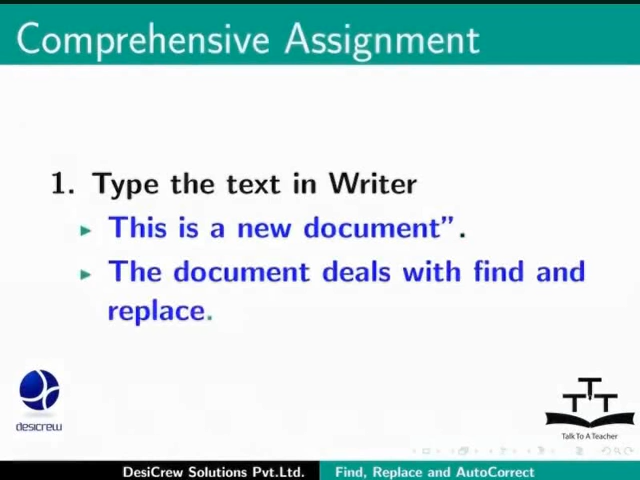 Comprehensive Assignment
1. Type the text in Writer
This is a new document”.
The document deals with find and
replace.
desicrew
TTT
Talk To A Teacher
DesiCrew Solutions Pvt.Ltd. Find, Replace and AutoCorrect